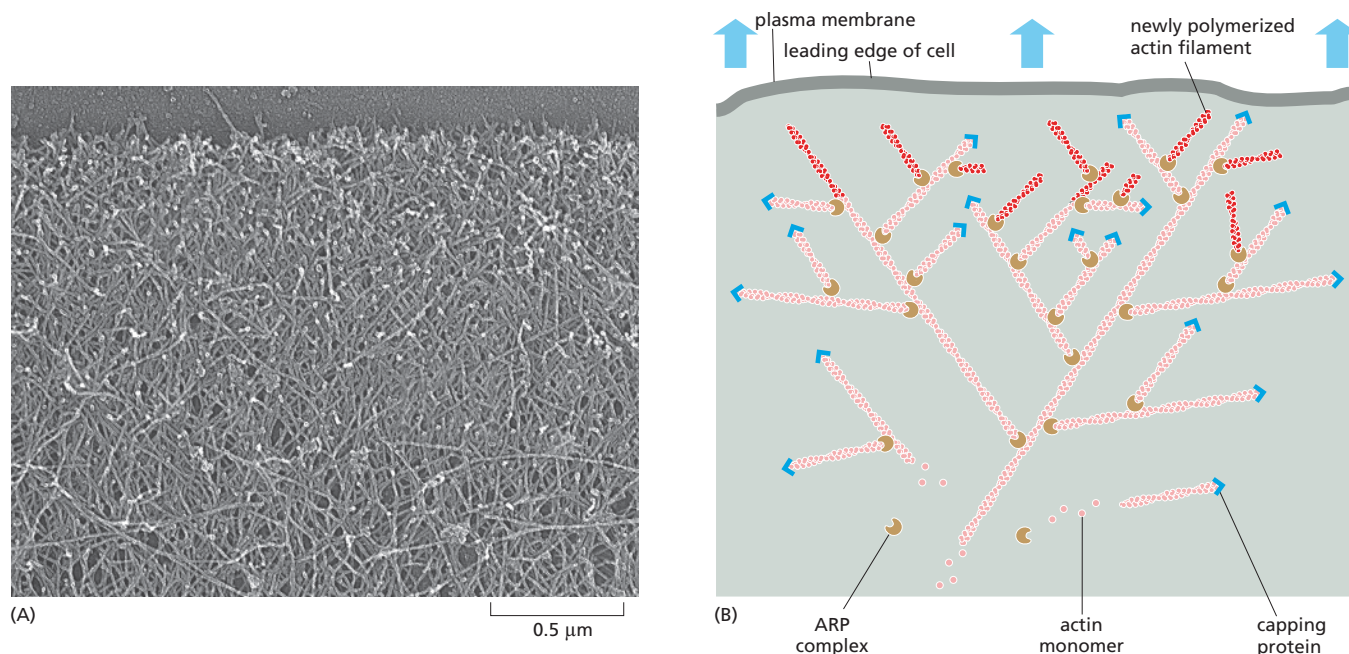 plasma membrane
leading edge of cell
newly polymerized
actin filament
(A)
0.5 μm
(B)
ARP
complex
actin
monomer
capping
protein